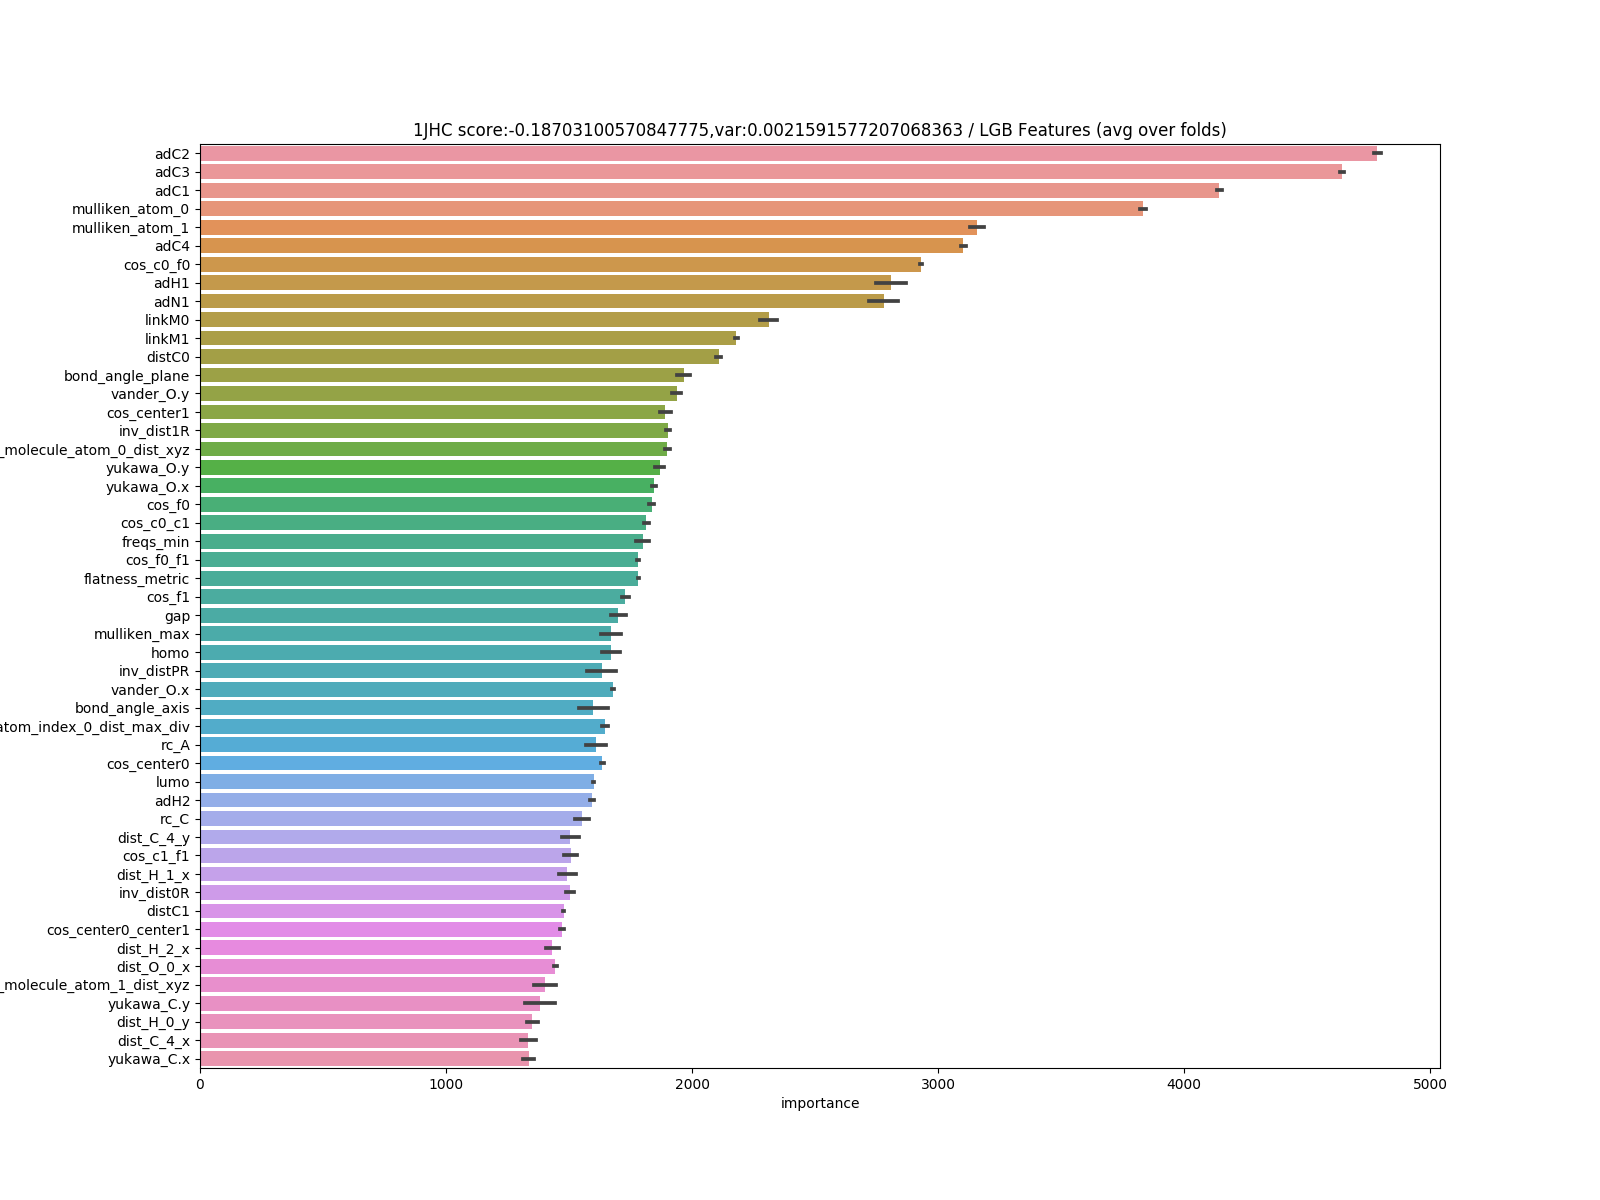 1JHC score:-0.18703100570847775,var:0.0021591577207068363 / LGB Features (avg over folds)
adC2
adC3
adC1
mulliken_atom_0
mulliken_atom_1
adC4
cos_c0_f0
adH1
adN1
linkM0
linkM1
distC0
bond_angle_plane
vander_O.y
cos_center1
inv_dist1R
_molecule_atom_0_dist_xyz
yukawa_O.y
yukawa_O.x
cos_f0
cos_c0_c1
freqs_min
cos_f0_f1
flatness_metric
cos_f1
gap
mulliken_max
homo
inv_distPR
vander_O.x
bond_angle_axis
atom_index_0_dist_max_div
rc_A
cos_center0
lumo
adH2
rc_C
dist_C_4_y
cos_c1_f1
dist_H_1_x
inv_dist0R
distC1
cos_center0_center1
dist_H_2_x
dist_O_0_x
_molecule_atom_1_dist_xyz
yukawa_C.y
dist_H_0_y
dist_C_4_x
yukawa_C.x
0 1000 2000 3000 4000 5000
importance